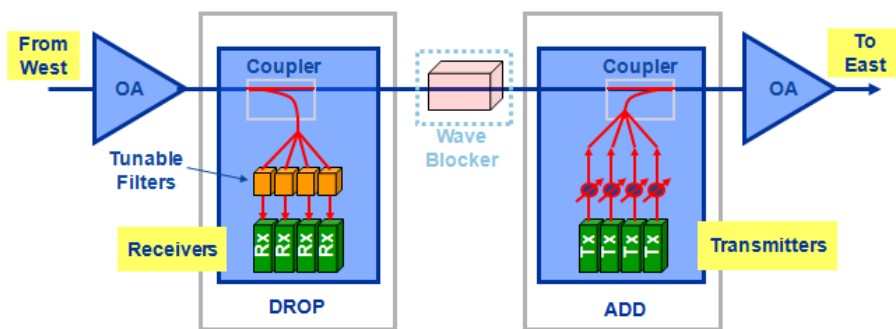 From
West
OA
Coupler
Tunable
Filters
Receivers
Rx
Rx
Rx
Rx
DROP
Wave
Blocker
Coupler
Tx
Tx
Tx
Tx
Transmitters
ADD
OA
To
East